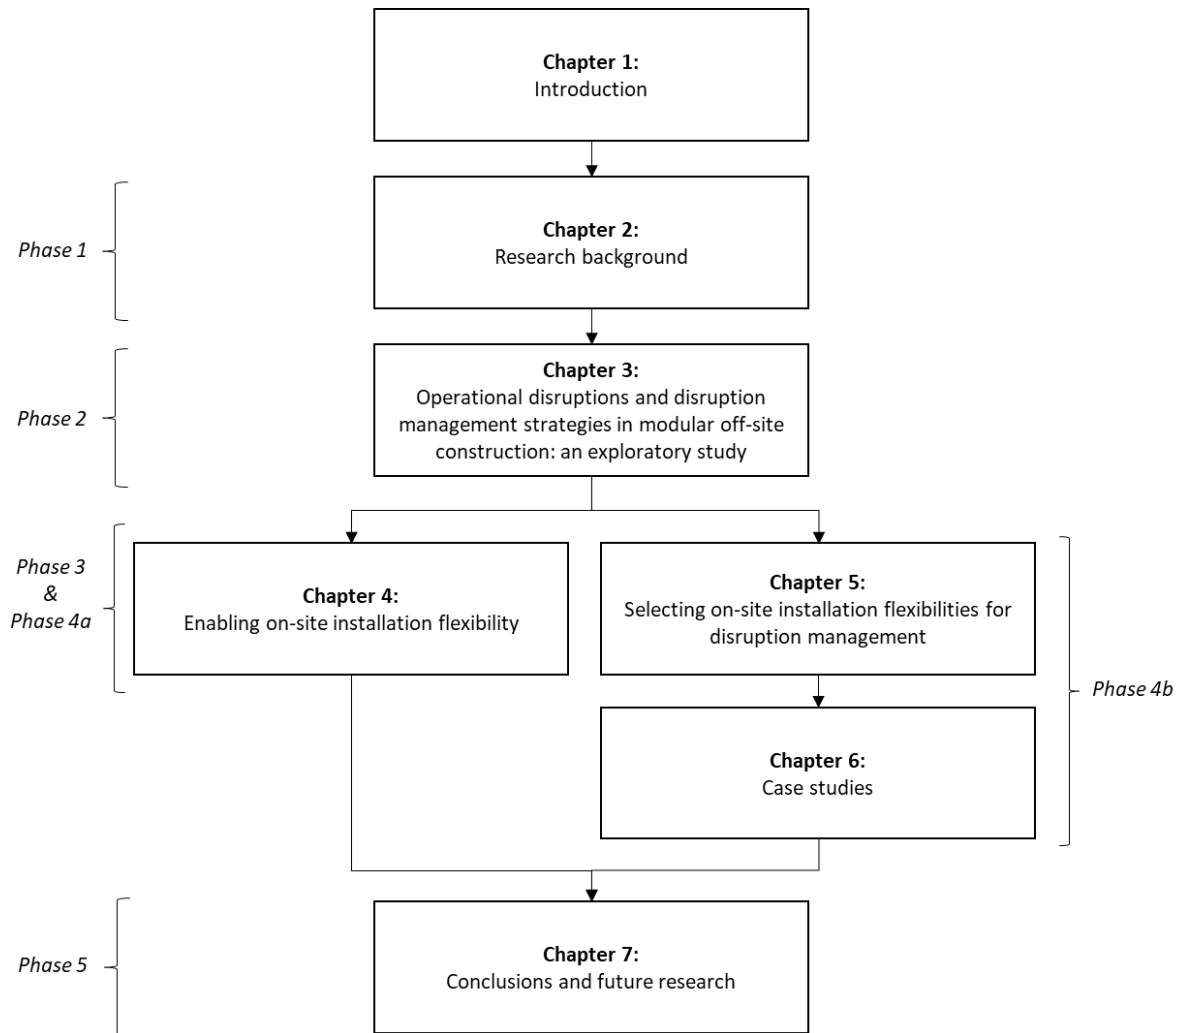 Chapter 1:
Introduction
Phase 1
Chapter 2:
Research background
Phase 2
Chapter 3:
Operational disruptions and disruption
management strategies in modular off-site
construction: an exploratory study
Phase 3
&
Phase 4a
Chapter 4:
Enabling on-site installation flexibility
Chapter 5:
Selecting on-site installation flexibilities for
disruption management
Phase 4b
Chapter 6:
Case studies
Phase 5
Chapter 7:
Conclusions and future research